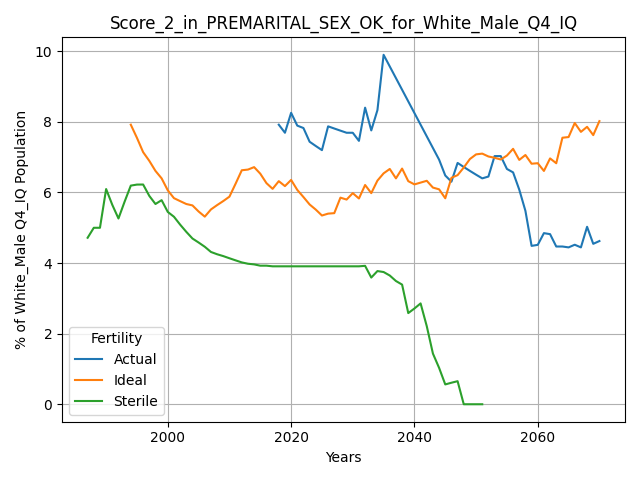 Score_2_in_PREMARITAL_SEX_OK_for_White_Male_Q4_IQ
% of White_Male Q4_IQ Population
10
8
6
4
2
0
Fertility
Actual
Ideal
Sterile
2000 2020 2040 2060
Years